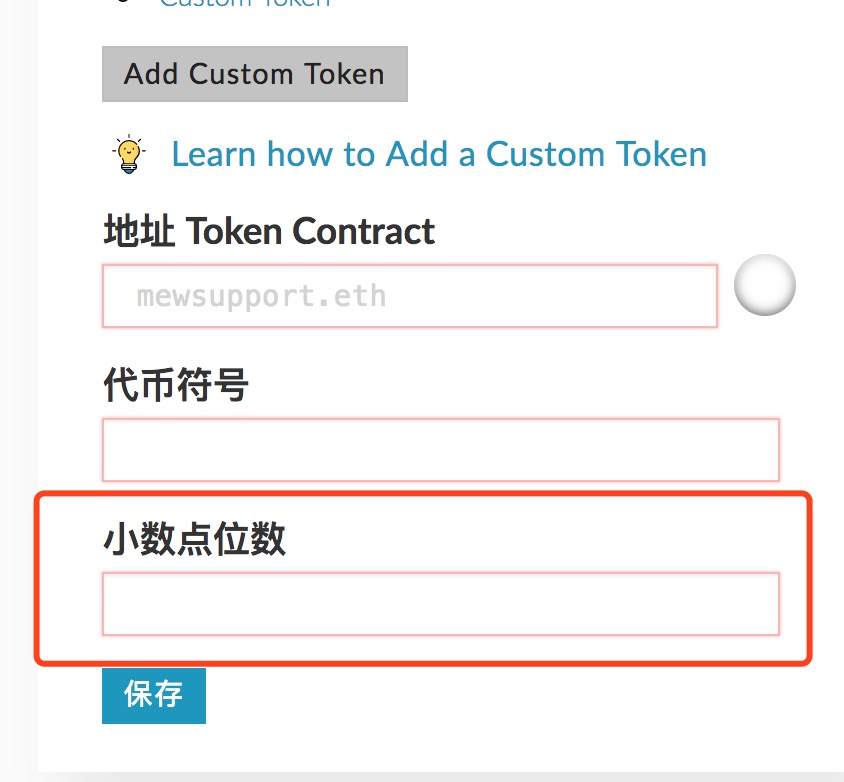 Custom Token
Add Custom Token
Learn how to Add a Custom Token
地址 Token Contract
mewsupport.eth
代币符号
小数点位数
保存